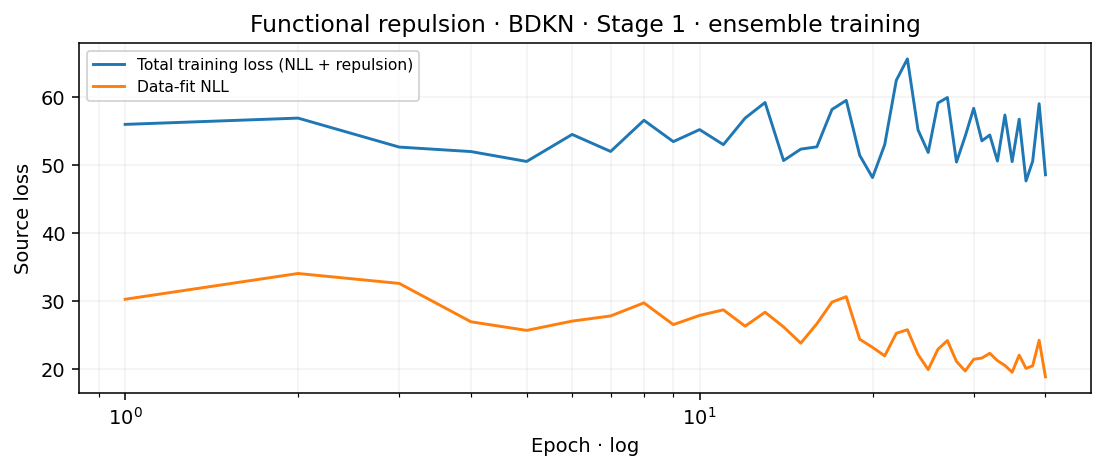 Functional repulsion · BDKN · Stage 1 · ensemble training
Total training loss (NLL + repulsion)
Data-fit NLL
Source loss
60
50
40
30
20
10⁰
10¹
Epoch · log